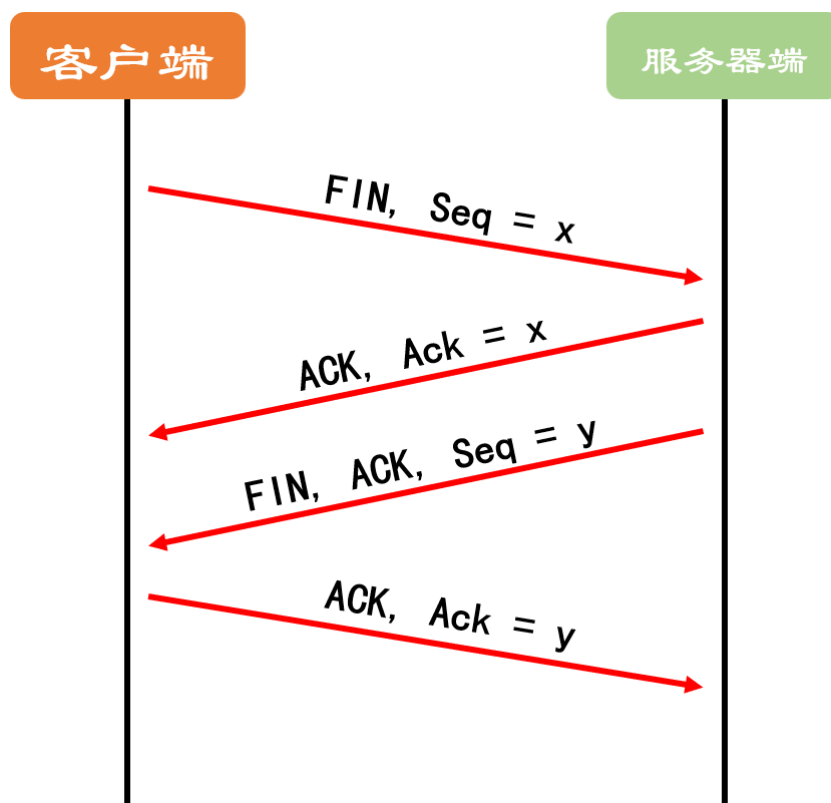 客户端
服务器端
FIN, Seq = x
ACK, Ack = x
FIN, ACK, Seq = y
ACK, Ack = y